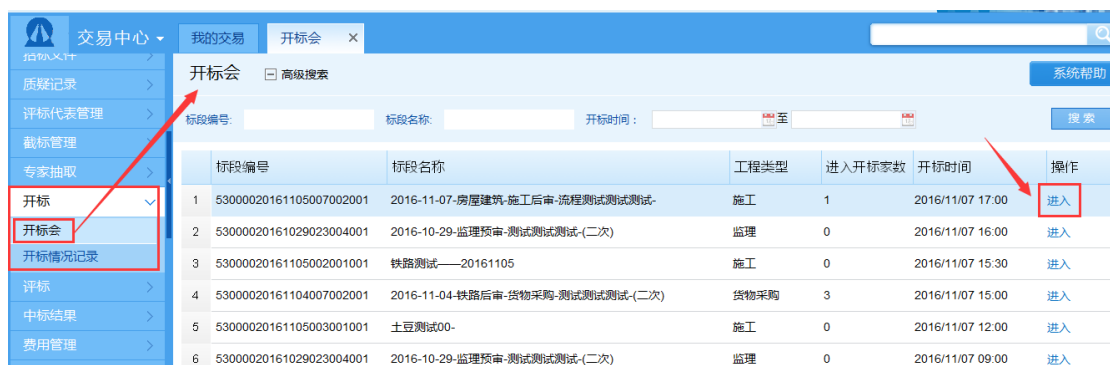 交易中心 我的交易 开标会 ×
招标文件
质疑记录
评标代表管理
截标管理
专家抽取
开标
开标会
开标情况记录
评标
中标结果
费用管理
开标会 高级搜索 系统帮助
标段编号: 标段名称: 开标时间: 至 搜 索
标段编号 标段名称 工程类型 进入开标家数 开标时间 操作
1 53000020161105007002001 2016-11-07-房屋建筑-施工后审-流程测试测试测试- 施工 1 2016/11/07 17:00 进入
2 53000020161029023004001 2016-10-29-监理预审-测试测试测试-(二次) 监理 0 2016/11/07 16:00 进入
3 53000020161105002001001 铁路测试——20161105 施工 0 2016/11/07 15:30 进入
4 53000020161104007002001 2016-11-04-铁路后审-货物采购-测试测试测试-(二次) 货物采购 3 2016/11/07 15:00 进入
5 53000020161105003001001 土豆测试00- 施工 0 2016/11/07 12:00 进入
6 53000020161029023004001 2016-10-29-监理预审-测试测试测试-(二次) 监理 0 2016/11/07 09:00 进入